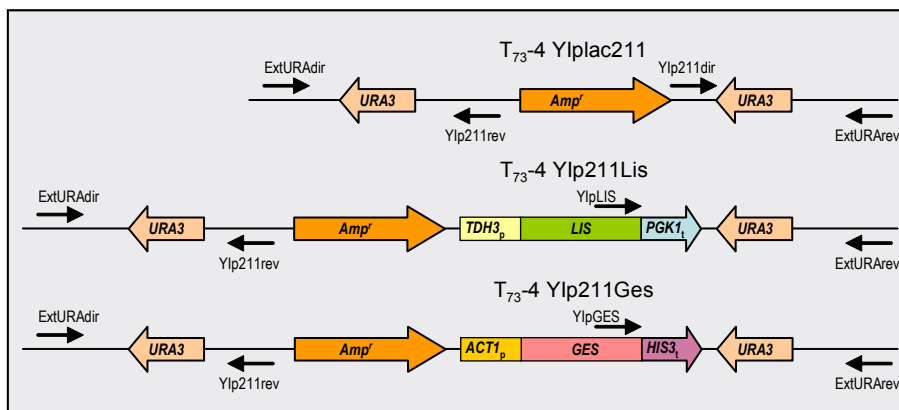 T73-4 YIplac211
ExtURAdir YIp211dir
URA3 Ampʳ URA3
YIp211rev ExtURArev
T73-4 YIp211Lis
ExtURAdir YIpLIS
URA3 Ampʳ TDH3p LIS PGK1t URA3
YIp211rev ExtURArev
T73-4 YIp211Ges
ExtURAdir YIpGES
URA3 Ampʳ ACT1p GES HIS3t URA3
YIp211rev ExtURArev